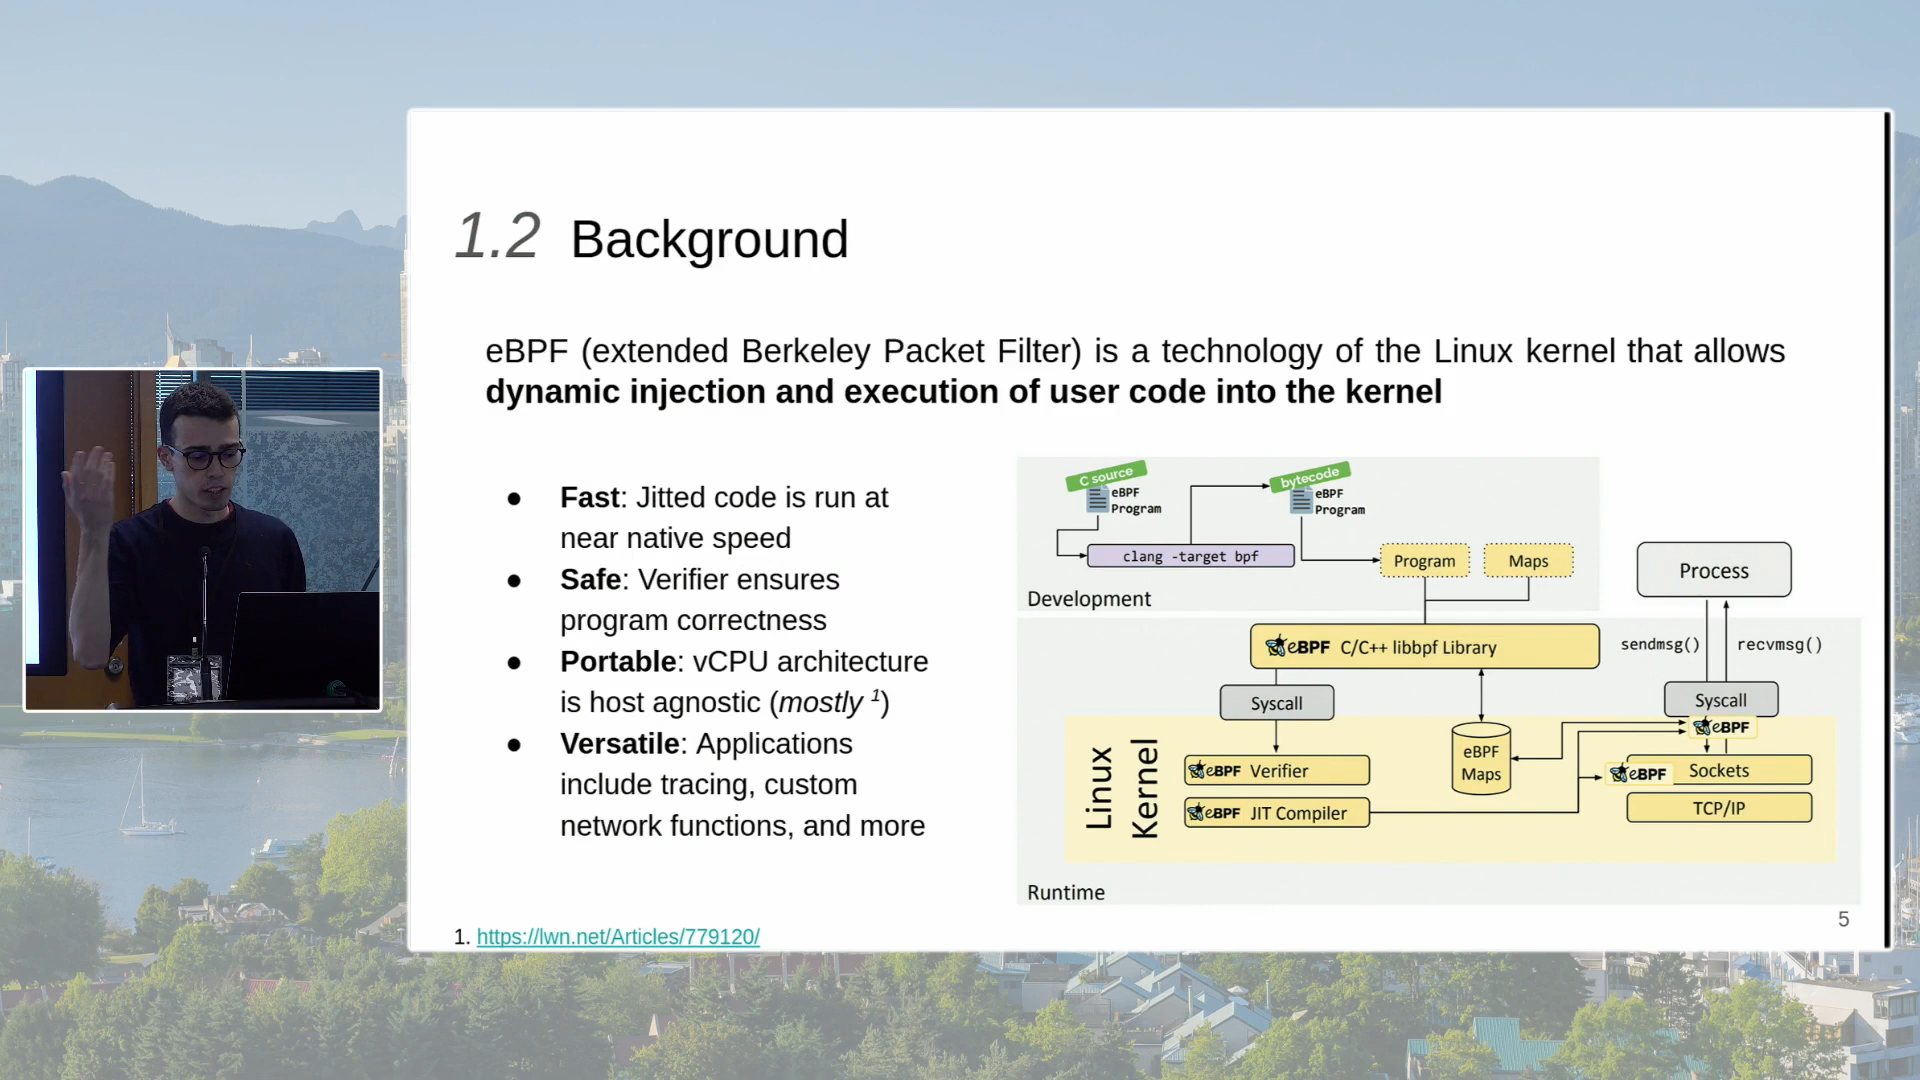 1.2 Background
eBPF (extended Berkeley Packet Filter) is a technology of the Linux kernel that allows
dynamic injection and execution of user code into the kernel
● Fast: Jitted code is run at
near native speed
● Safe: Verifier ensures
program correctness
● Portable: vCPU architecture
is host agnostic (mostly ¹)
● Versatile: Applications
include tracing, custom
network functions, and more
C source
eBPF
Program
bytecode
eBPF
Program
clang -target bpf
Program
Maps
Development
Process
eBPF C/C++ libbpf Library
sendmsg()
recvmsg()
Syscall
Syscall
eBPF
Linux
Kernel
eBPF Verifier
eBPF
Maps
eBPF
Sockets
eBPF JIT Compiler
TCP/IP
Runtime
5
1. https://lwn.net/Articles/779120/